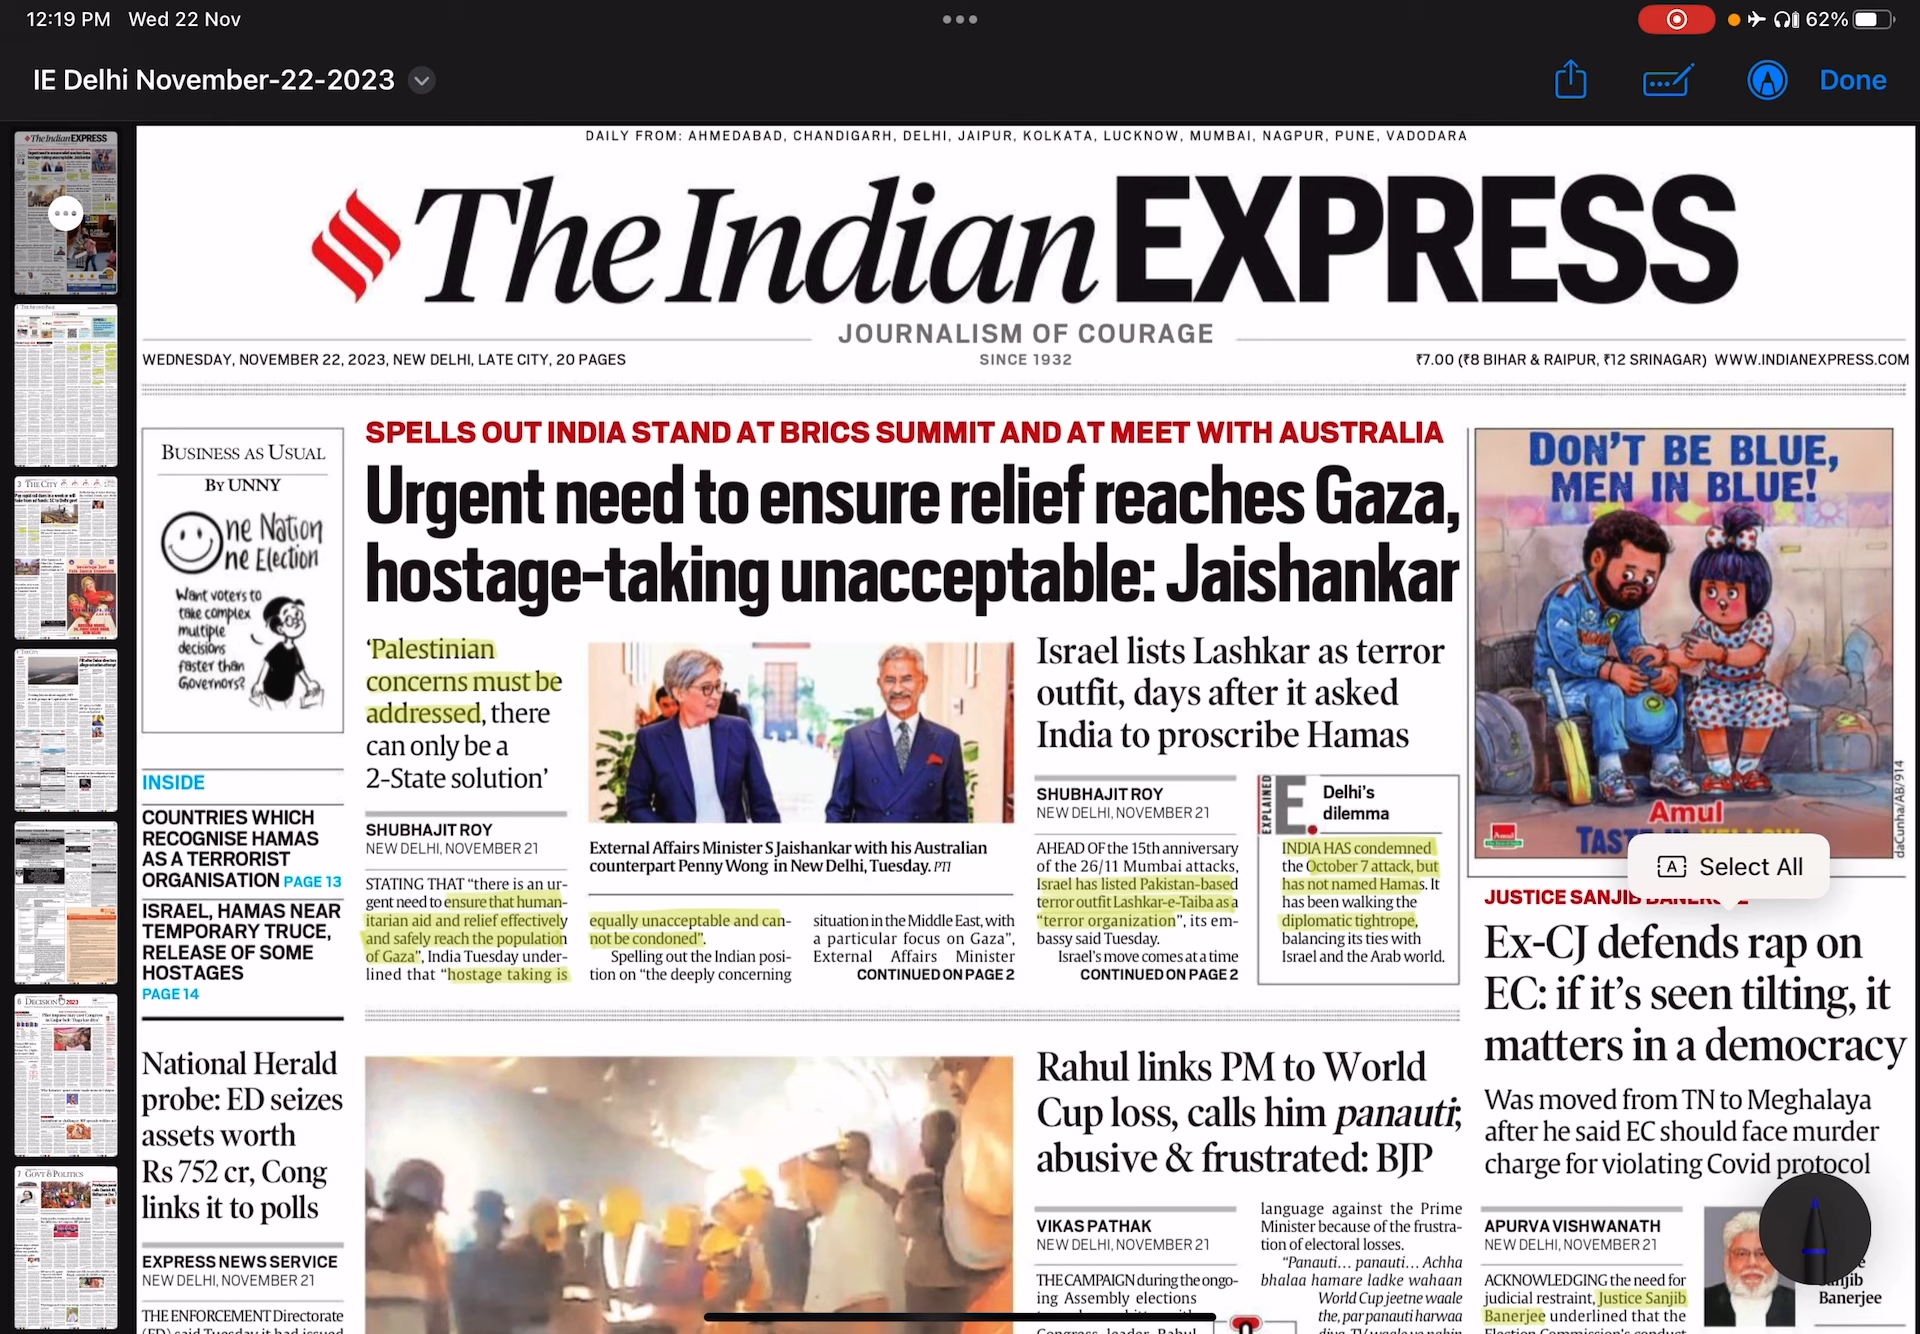 12:19 PM Wed 22 Nov
62%
IE Delhi November-22-2023
Done
DAILY FROM: AHMEDABAD, CHANDIGARH, DELHI, JAIPUR, KOLKATA, LUCKNOW, MUMBAI, NAGPUR, PUNE, VADODARA
The Indian EXPRESS
JOURNALISM OF COURAGE
SINCE 1932
WEDNESDAY, NOVEMBER 22, 2023, NEW DELHI, LATE CITY, 20 PAGES
₹7.00 (₹8 BIHAR & RAIPUR, ₹12 SRINAGAR) WWW.INDIANEXPRESS.COM
BUSINESS AS USUAL
BY UNNY
One Nation
One Election
Want voters to
take complex
multiple
decisions
faster than
Governors?
INSIDE
COUNTRIES WHICH
RECOGNISE HAMAS
AS A TERRORIST
ORGANISATION PAGE 13
ISRAEL, HAMAS NEAR
TEMPORARY TRUCE,
RELEASE OF SOME
HOSTAGES
PAGE 14
National Herald
probe: ED seizes
assets worth
Rs 752 cr, Cong
links it to polls
EXPRESS NEWS SERVICE
NEW DELHI, NOVEMBER 21
THE ENFORCEMENT Directorate
(ED) said Tuesday it had issued
SPELLS OUT INDIA STAND AT BRICS SUMMIT AND AT MEET WITH AUSTRALIA
Urgent need to ensure relief reaches Gaza,
hostage-taking unacceptable: Jaishankar
‘Palestinian
concerns must be
addressed, there
can only be a
2-State solution’
SHUBHAJIT ROY
NEW DELHI, NOVEMBER 21
STATING THAT “there is an ur-
gent need to ensure that human-
itarian aid and relief effectively
and safely reach the population
of Gaza”, India Tuesday under-
lined that “hostage taking is
External Affairs Minister S Jaishankar with his Australian
counterpart Penny Wong in New Delhi, Tuesday. PTI
equally unacceptable and can-
not be condoned”.
Spelling out the Indian posi-
tion on “the deeply concerning
situation in the Middle East, with
a particular focus on Gaza”,
External Affairs Minister
CONTINUED ON PAGE 2
Israel lists Lashkar as terror
outfit, days after it asked
India to proscribe Hamas
SHUBHAJIT ROY
NEW DELHI, NOVEMBER 21
AHEAD OF the 15th anniversary
of the 26/11 Mumbai attacks,
Israel has listed Pakistan-based
terror outfit Lashkar-e-Taiba as a
“terror organization”, its em-
bassy said Tuesday.
Israel's move comes at a time
CONTINUED ON PAGE 2
EXPLAINED
E.
Delhi's
dilemma
INDIA HAS condemned
the October 7 attack, but
has not named Hamas. It
has been walking the
diplomatic tightrope,
balancing its ties with
Israel and the Arab world.
Rahul links PM to World
Cup loss, calls him panauti;
abusive & frustrated: BJP
VIKAS PATHAK
NEW DELHI, NOVEMBER 21
THE CAMPAIGN during the ongo-
ing Assembly elections
Congress leader Rahul
language against the Prime
Minister because of the frustra-
tion of electoral losses.
“Panauti... panauti... Achha
bhalaa hamare ladke wahaan
World Cup jeetne waale
the, par panauti harwaa
DON'T BE BLUE,
MEN IN BLUE!
Amul
daCunha/AB/914
Select All
JUSTICE SANJIB BANERJEE
Ex-CJ defends rap on
EC: if it's seen tilting, it
matters in a democracy
Was moved from TN to Meghalaya
after he said EC should face murder
charge for violating Covid protocol
APURVA VISHWANATH
NEW DELHI, NOVEMBER 21
ACKNOWLEDGING the need for
judicial restraint, Justice Sanjib
Banerjee underlined that the
Election Commission's conduct
Banerjee